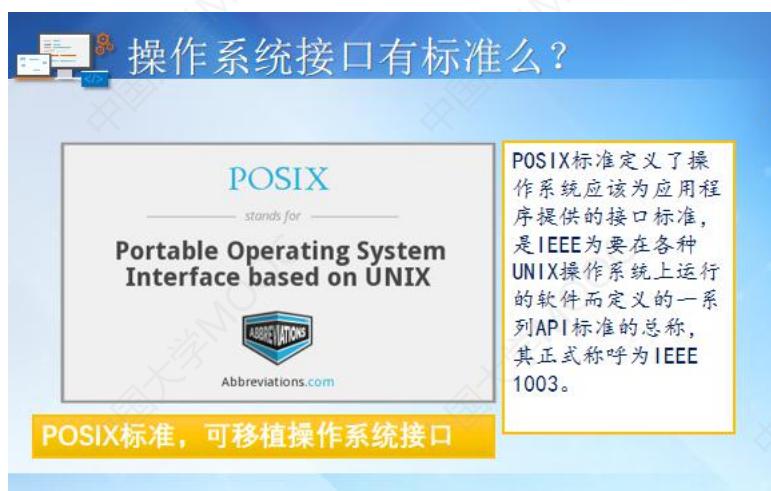 操作系统接口有标准么？
POSIX
stands for
Portable Operating System
Interface based on UNIX
ABBREVIATIONS
Abbreviations.com
POSIX标准，可移植操作系统接口
POSIX标准定义了操
作系统应该为应用程
序提供的接口标准，
是IEEE为要在各种
UNIX操作系统上运行
的软件而定义的一系
列API标准的总称，
其正式称呼为IEEE
1003。